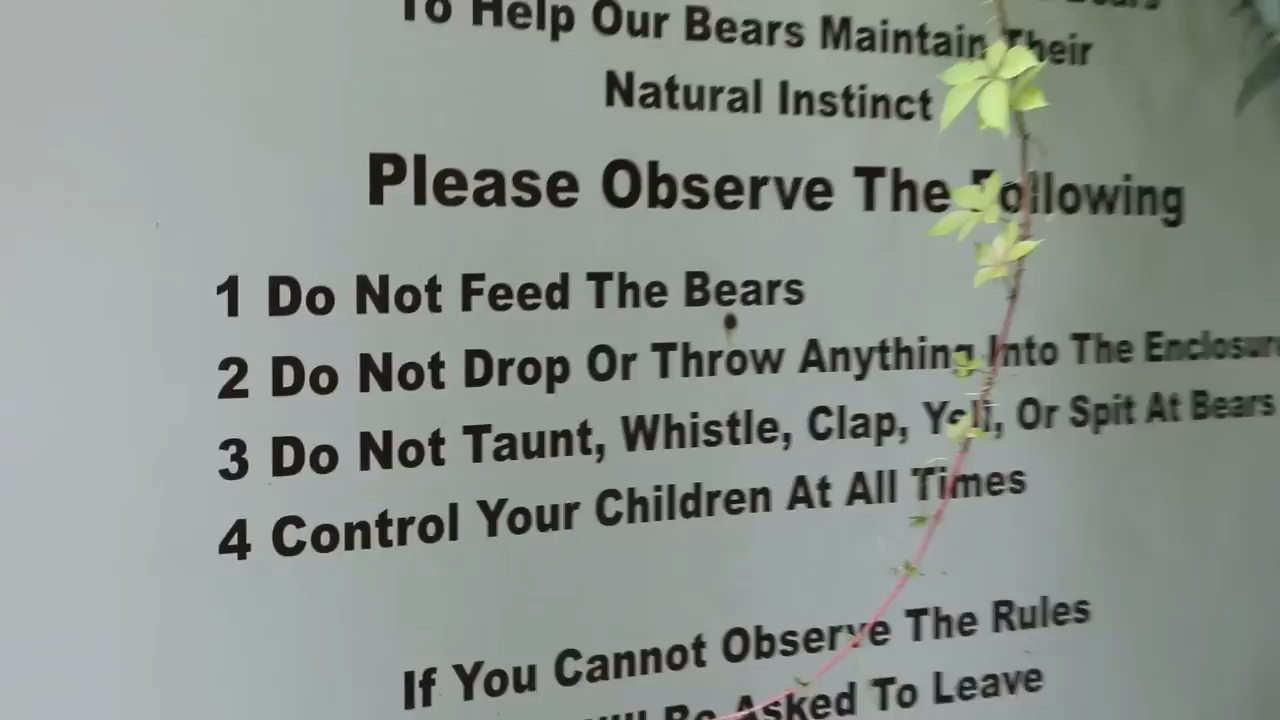 To Help Our Bears Maintain Their
Natural Instinct
Please Observe The Following
1 Do Not Feed The Bears
2 Do Not Drop Or Throw Anything Into The Enclosure
3 Do Not Taunt, Whistle, Clap, Yell, Or Spit At Bears
4 Control Your Children At All Times
If You Cannot Observe The Rules
Be Asked To Leave